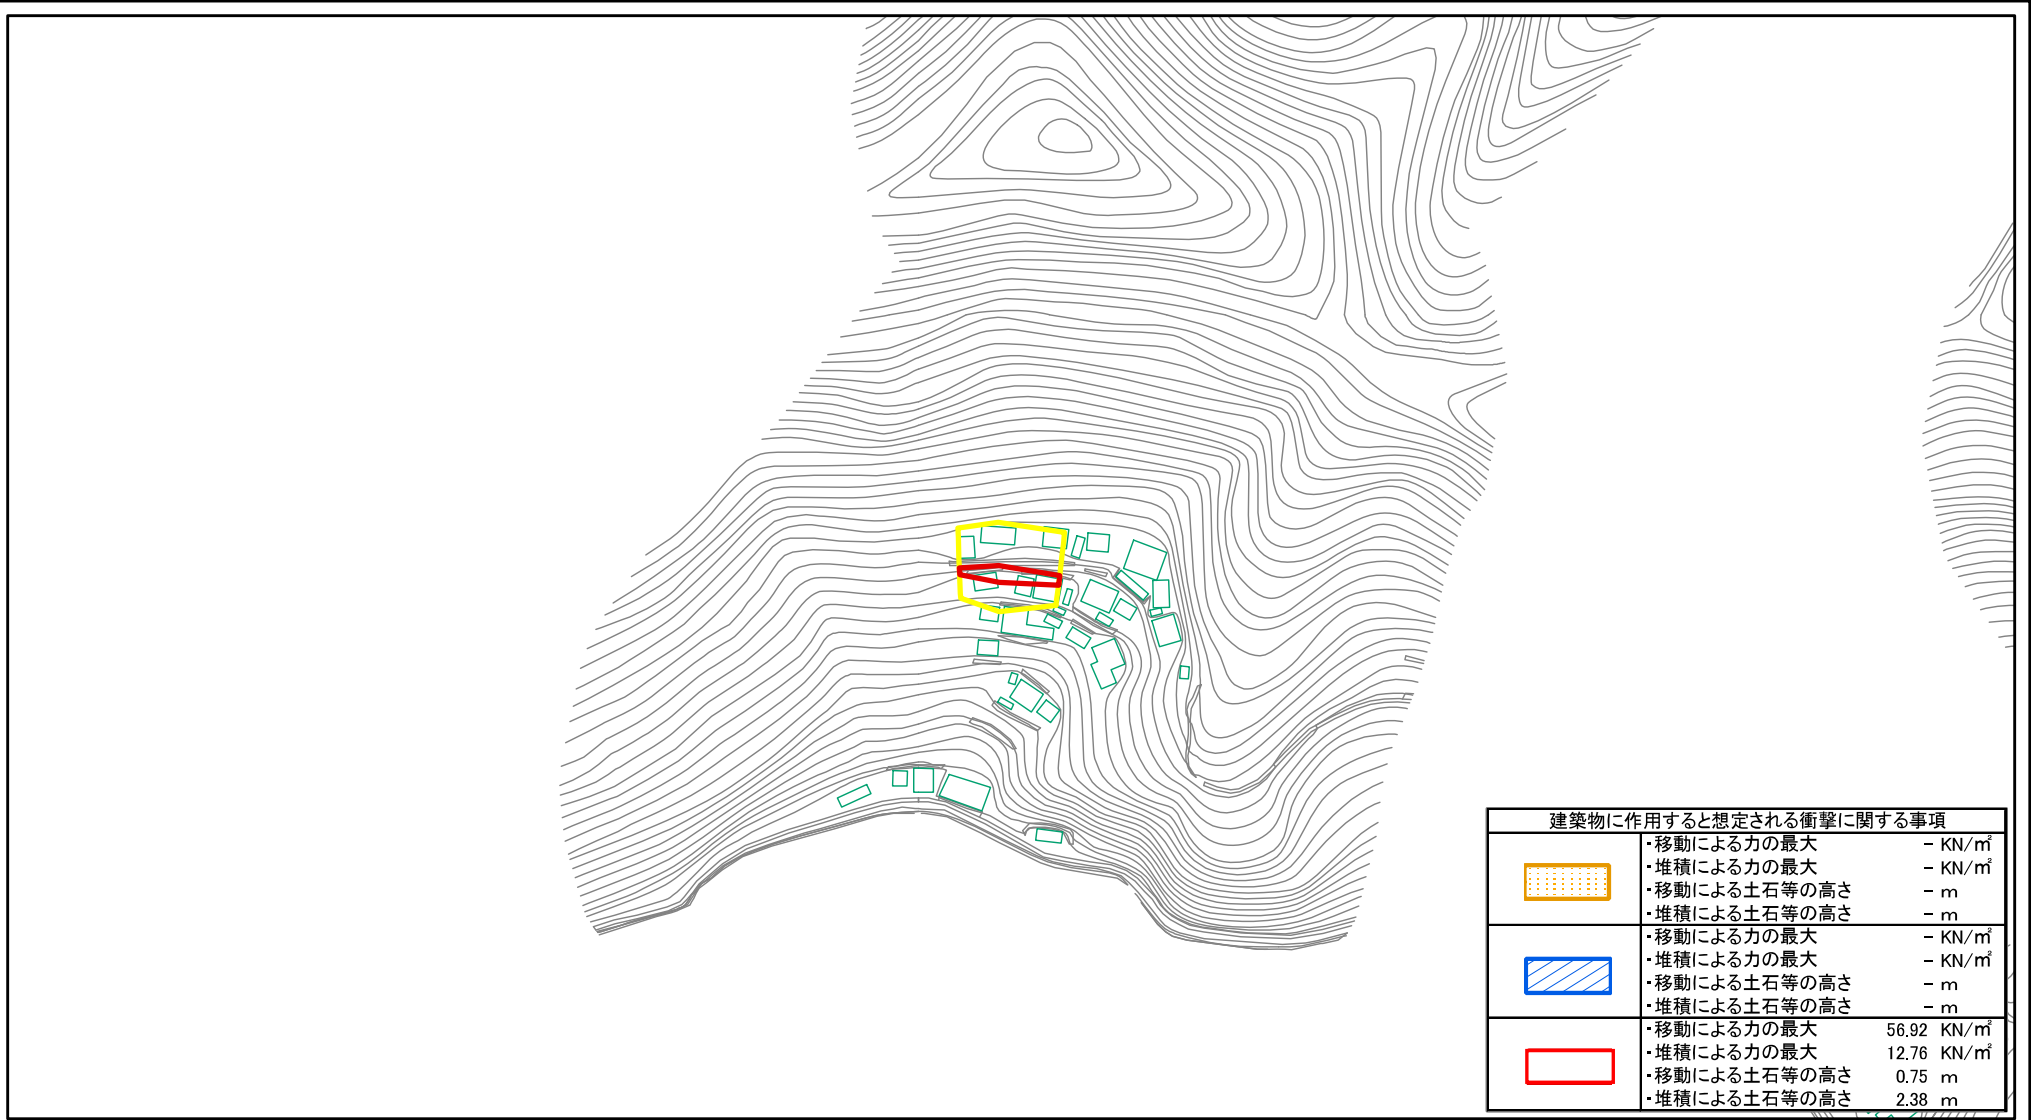 建築物に作用すると想定される衝撃に関する事項
・移動による力の最大 － KN/㎡
・堆積による力の最大 － KN/㎡
・移動による土石等の高さ － m
・堆積による土石等の高さ － m
・移動による力の最大 － KN/㎡
・堆積による力の最大 － KN/㎡
・移動による土石等の高さ － m
・堆積による土石等の高さ － m
・移動による力の最大 56.92 KN/㎡
・堆積による力の最大 12.76 KN/㎡
・移動による土石等の高さ 0.75 m
・堆積による土石等の高さ 2.38 m